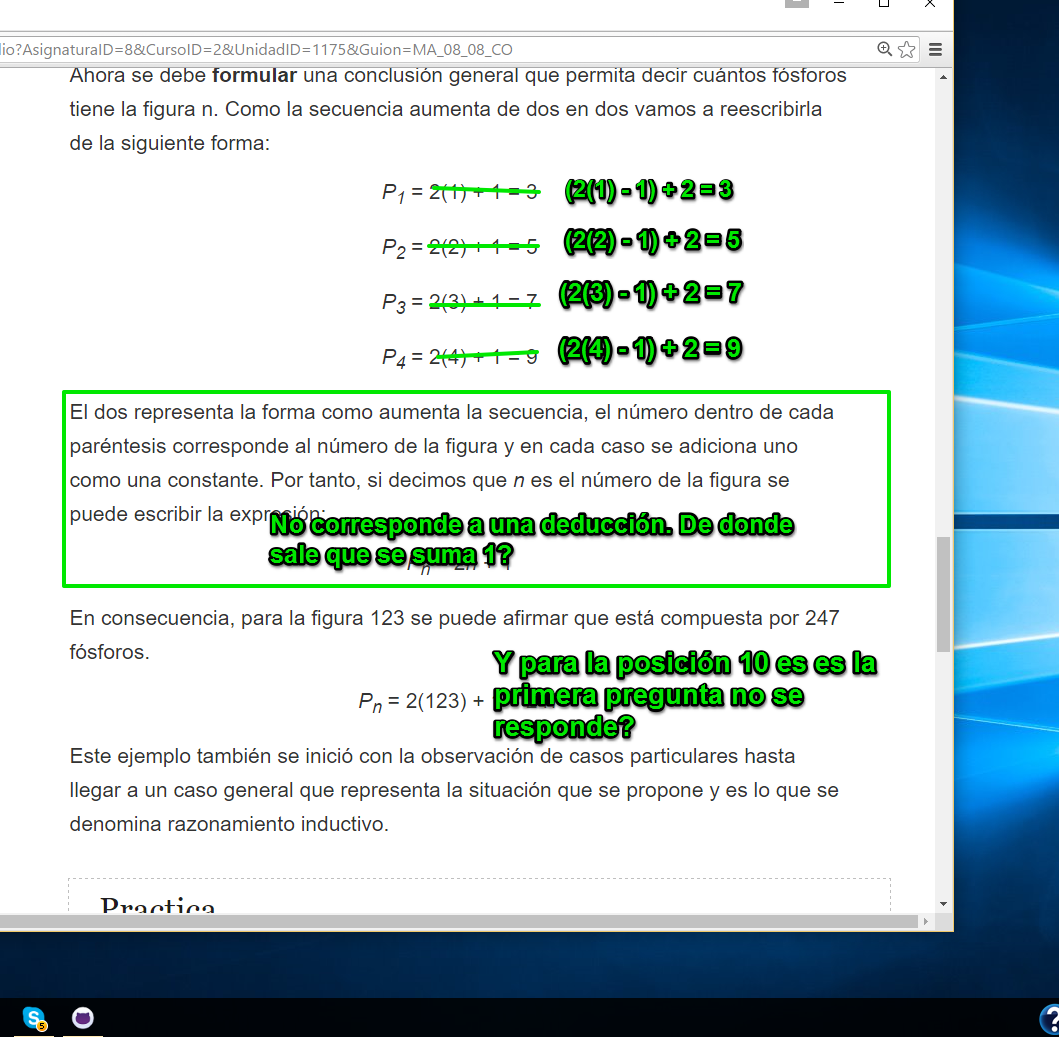 lio?AsignaturaID=8&CursoID=2&UnidadID=1175&Guion=MA_08_08_CO
Ahora se debe formular una conclusión general que permita decir cuántos fósforos
tiene la figura n. Como la secuencia aumenta de dos en dos vamos a reescribirla
de la siguiente forma:
P1 = 2(1) + 1 = 3 (2(1) - 1) + 2 = 3
P2 = 2(2) + 1 = 5 (2(2) - 1) + 2 = 5
P3 = 2(3) + 1 = 7 (2(3) - 1) + 2 = 7
P4 = 2(4) + 1 = 9 (2(4) - 1) + 2 = 9
El dos representa la forma como aumenta la secuencia, el número dentro de cada
paréntesis corresponde al número de la figura y en cada caso se adiciona uno
como una constante. Por tanto, si decimos que n es el número de la figura se
puede escribir la expresión:
No corresponde a una deducción. De donde
sale que se suma 1?
Pn = 2n + 1
En consecuencia, para la figura 123 se puede afirmar que está compuesta por 247
fósforos.
Y para la posición 10 es es la
primera pregunta no se
responde?
Pn = 2(123) +
Este ejemplo también se inició con la observación de casos particulares hasta
llegar a un caso general que representa la situación que se propone y es lo que se
denomina razonamiento inductivo.
Practica
S
5
?